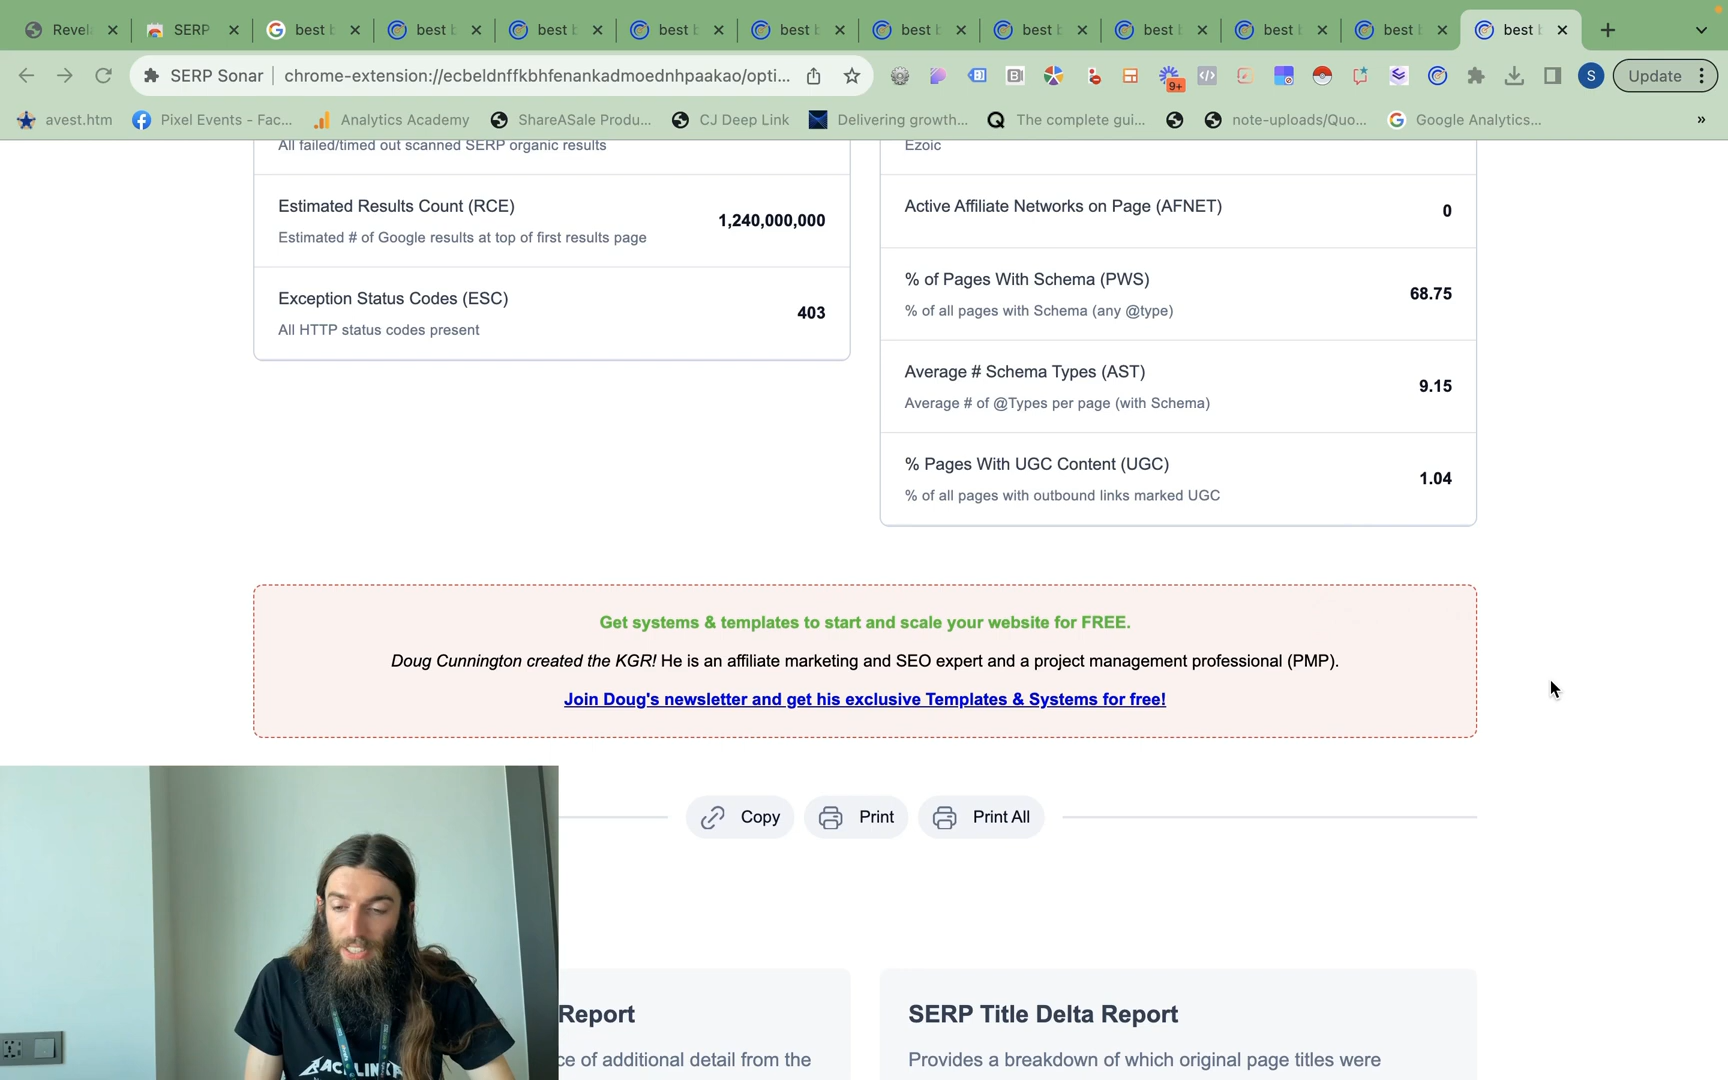 Revel
SERP
best b
best b
best b
best b
best b
best b
best b
best b
best b
best b
best b
SERP Sonar
chrome-extension://ecbeldnffkbhfenankadmoednhpaakao/opti...
9+
S
Update
avest.htm
Pixel Events - Fac...
Analytics Academy
ShareASale Produ...
CJ Deep Link
Delivering growth...
The complete gui...
note-uploads/Quo...
Google Analytics...
»
All failed/timed out scanned SERP organic results
Estimated Results Count (RCE)
1,240,000,000
Estimated # of Google results at top of first results page
Exception Status Codes (ESC)
403
All HTTP status codes present
Ezoic
Active Affiliate Networks on Page (AFNET)
0
% of Pages With Schema (PWS)
68.75
% of all pages with Schema (any @type)
Average # Schema Types (AST)
9.15
Average # of @Types per page (with Schema)
% Pages With UGC Content (UGC)
1.04
% of all pages with outbound links marked UGC
Get systems & templates to start and scale your website for FREE.
Doug Cunnington created the KGR! He is an affiliate marketing and SEO expert and a project management professional (PMP).
Join Doug's newsletter and get his exclusive Templates & Systems for free!
Copy
Print
Print All
Report
ce of additional detail from the
SERP Title Delta Report
Provides a breakdown of which original page titles were